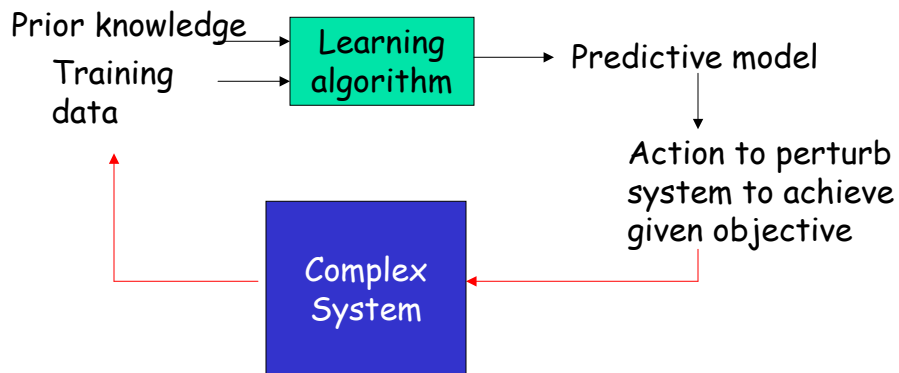 Prior knowledge
Training
data
Learning
algorithm
Predictive model
Action to perturb
system to achieve
given objective
Complex
System